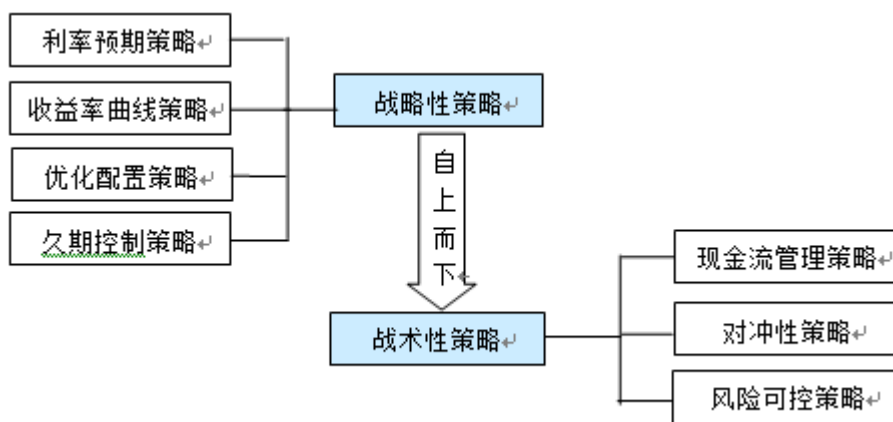 利率预期策略
收益率曲线策略
战略性策略
优化配置策略
久期控制策略
自
上
而
下
现金流管理策略
战术性策略
对冲性策略
风险可控策略